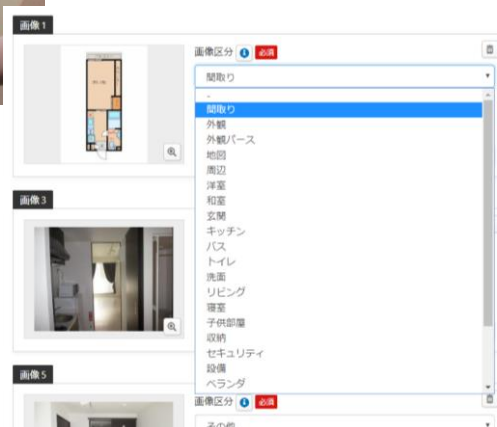 画像1
画像区分 必須
間取り
-
間取り
外観
外観パース
地図
周辺
洋室
和室
玄関
キッチン
バス
トイレ
洗面
リビング
寝室
子供部屋
収納
セキュリティ
設備
ベランダ
画像3
画像5
画像区分 必須
その他